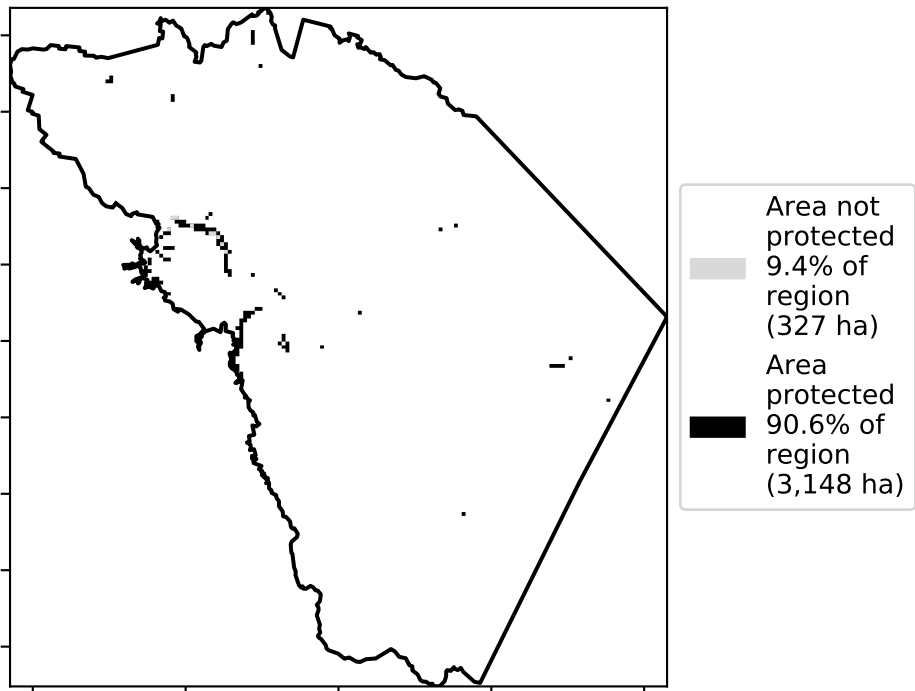 Area not
protected
9.4% of
region
(327 ha)
Area
protected
90.6% of
region
(3,148 ha)